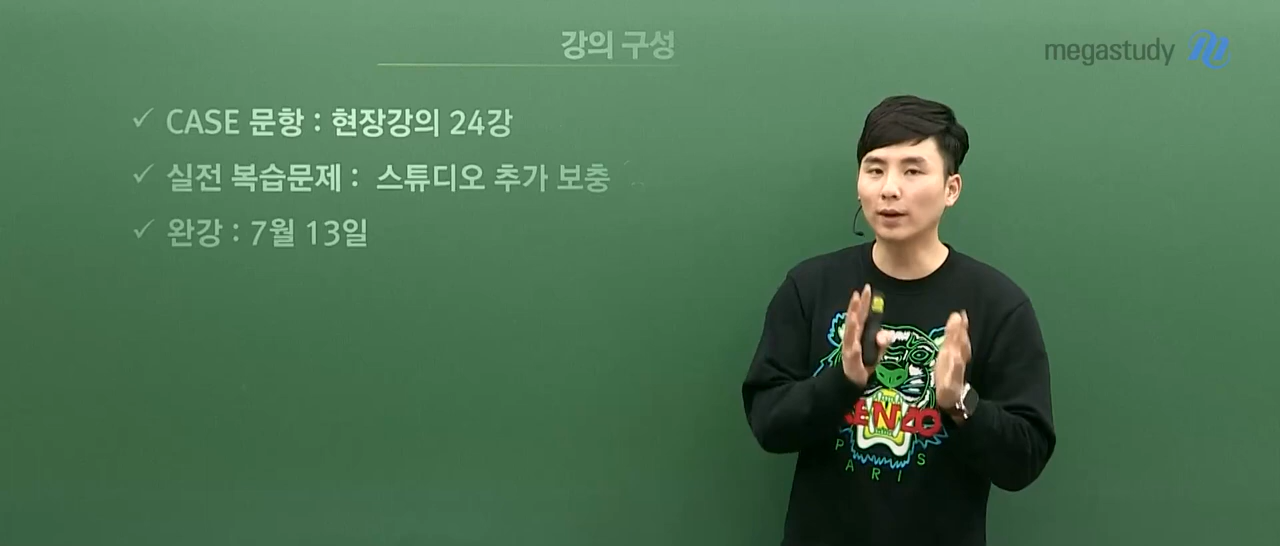 강의 구성
megastudy
✓ CASE 문항 : 현장강의 24강
✓ 실전 복습문제 : 스튜디오 추가 보충
✓ 완강 : 7월 13일
KENZO
PARIS